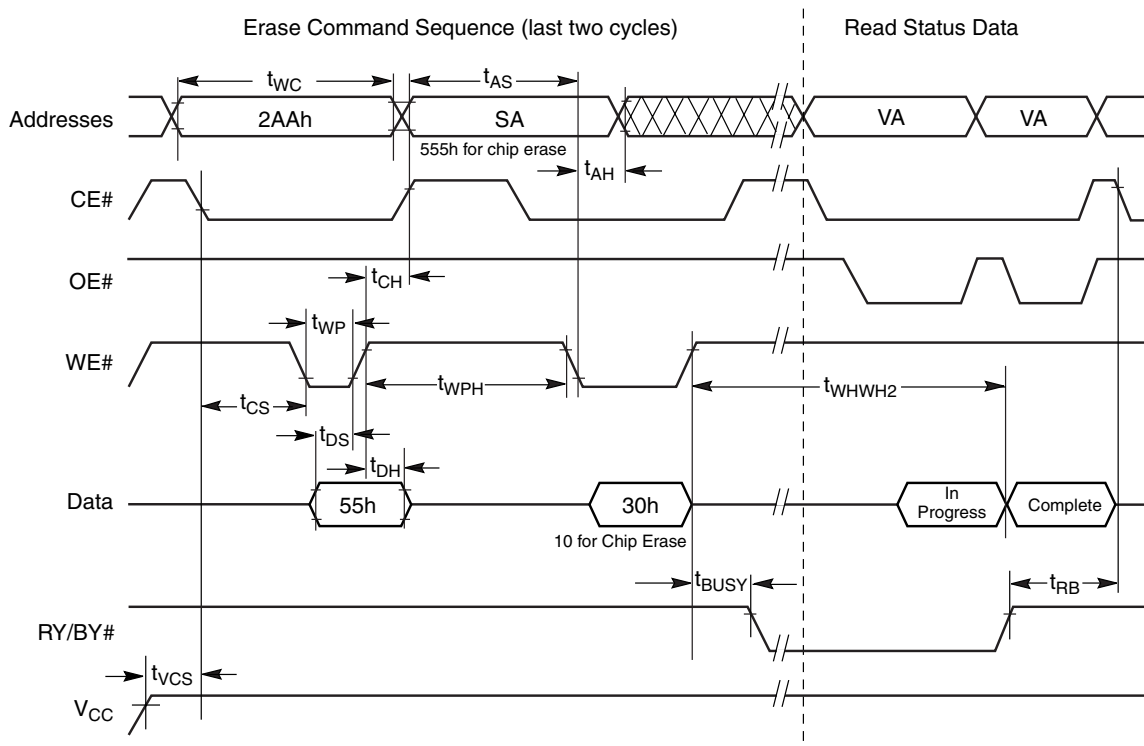 Erase Command Sequence (last two cycles)
Read Status Data
tWC
tAS
Addresses
2AAh
SA
VA
VA
555h for chip erase
tAH
CE#
OE#
tCH
tWP
WE#
tWPH
tWHWH2
tCS
tDS
tDH
Data
55h
30h
In
Progress
Complete
10 for Chip Erase
tBUSY
tRB
RY/BY#
tVCS
VCC